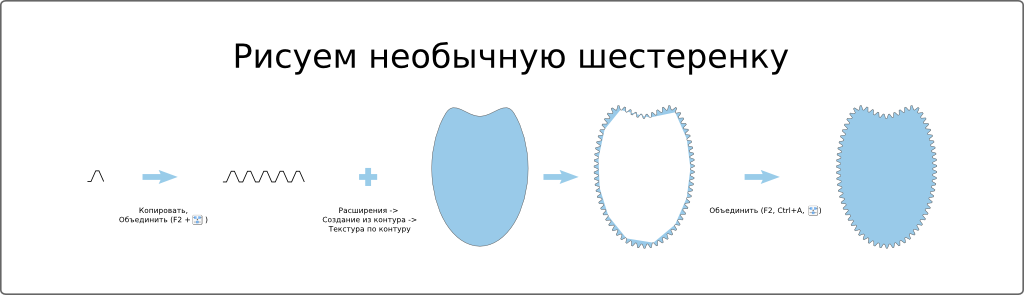 Рисуем необычную шестеренку
Копировать,
Объединить (F2 + )
Расширения ->
Создание из контура ->
Текстура по контуру
Объединить (F2, Ctrl+A, )